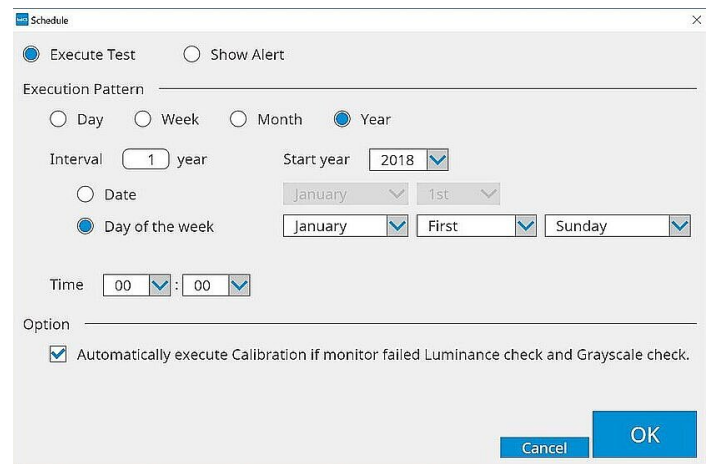 Schedule
Execute Test Show Alert
Execution Pattern
Day Week Month Year
Interval 1 year Start year 2018
Date January 1st
Day of the week January First Sunday
Time 00 : 00
Option
Automatically execute Calibration if monitor failed Luminance check and Grayscale check.
OK
Cancel